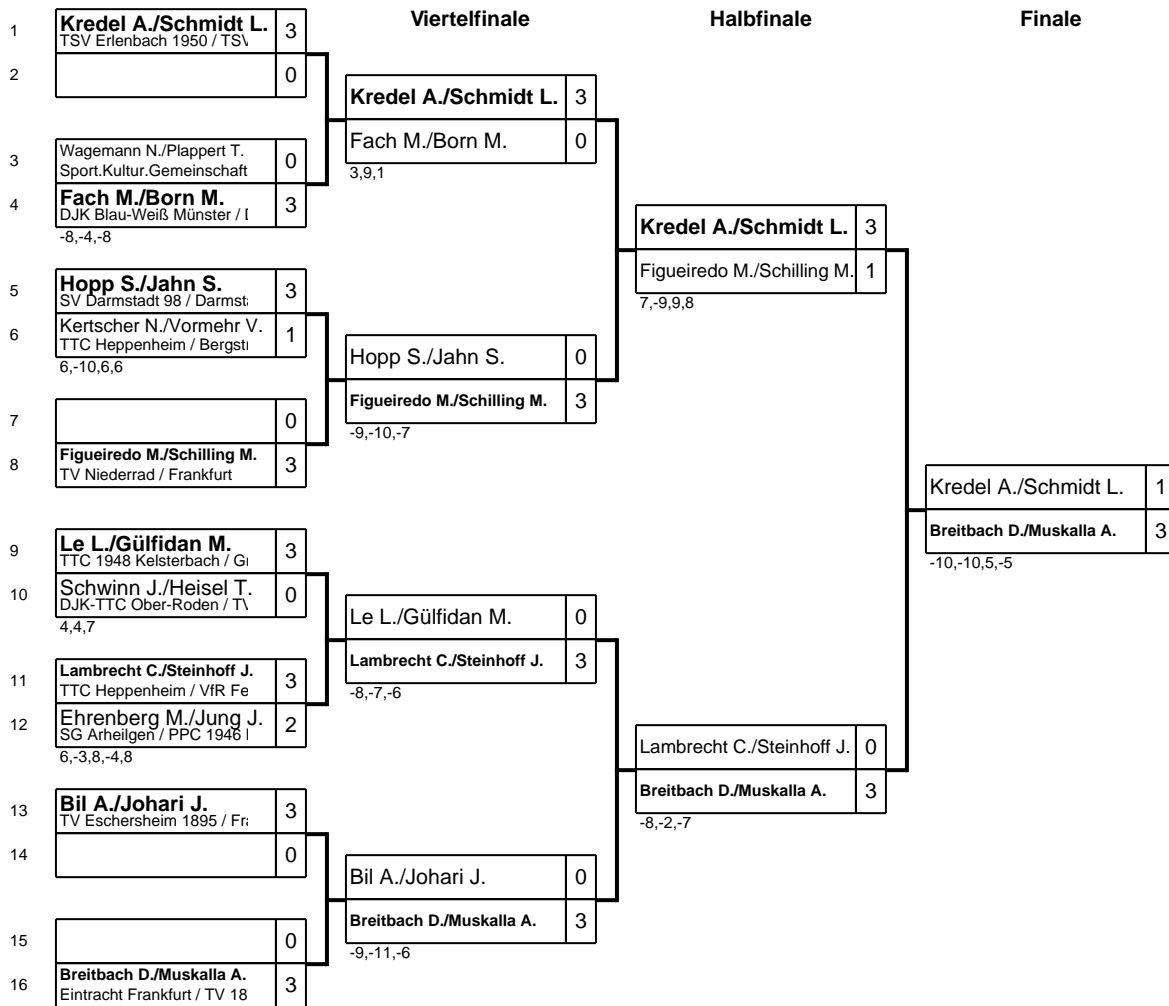 Viertelfinale
Halbfinale
Finale
1
Kredel A./Schmidt L. 3
TSV Erlenbach 1950 / TSV
2
0
3
Wagemann N./Plappert T. 0
Sport.Kultur.Gemeinschaft
4
Fach M./Born M. 3
DJK Blau-Weiß Münster /
-8,-4,-8
5
Hopp S./Jahn S. 3
SV Darmstadt 98 /
6
Kertscher N./Vormehr V. 1
TTC Heppenheim /
6,-10,6,6
7
0
8
Figueiredo M./Schilling M. 3
TV Niederrad / Frankfurt
9
Le L./Gülfidan M. 3
TTC 1948 Kelsterbach /
10
Schwinn J./Heisel T. 0
DJK-TTC Ober-Roden /
4,4,7
11
Lambrecht C./Steinhoff J. 3
TTC Heppenheim / VfR Fe
12
Ehrenberg M./Jung J. 2
SG Arheilgen / PPC 1946
6,-3,8,-4,8
13
Bil A./Johari J. 3
TV Eschersheim 1895 /
14
0
15
0
16
Breitbach D./Muskalla A. 3
Eintracht Frankfurt / TV 18
Kredel A./Schmidt L. 3
Fach M./Born M. 0
3,9,1
Hopp S./Jahn S. 0
Figueiredo M./Schilling M. 3
-9,-10,-7
Le L./Gülfidan M. 0
Lambrecht C./Steinhoff J. 3
-8,-7,-6
Bil A./Johari J. 0
Breitbach D./Muskalla A. 3
-9,-11,-6
Kredel A./Schmidt L. 3
Figueiredo M./Schilling M. 1
7,-9,9,8
Lambrecht C./Steinhoff J. 0
Breitbach D./Muskalla A. 3
-8,-2,-7
Kredel A./Schmidt L. 1
Breitbach D./Muskalla A. 3
-10,-10,5,-5